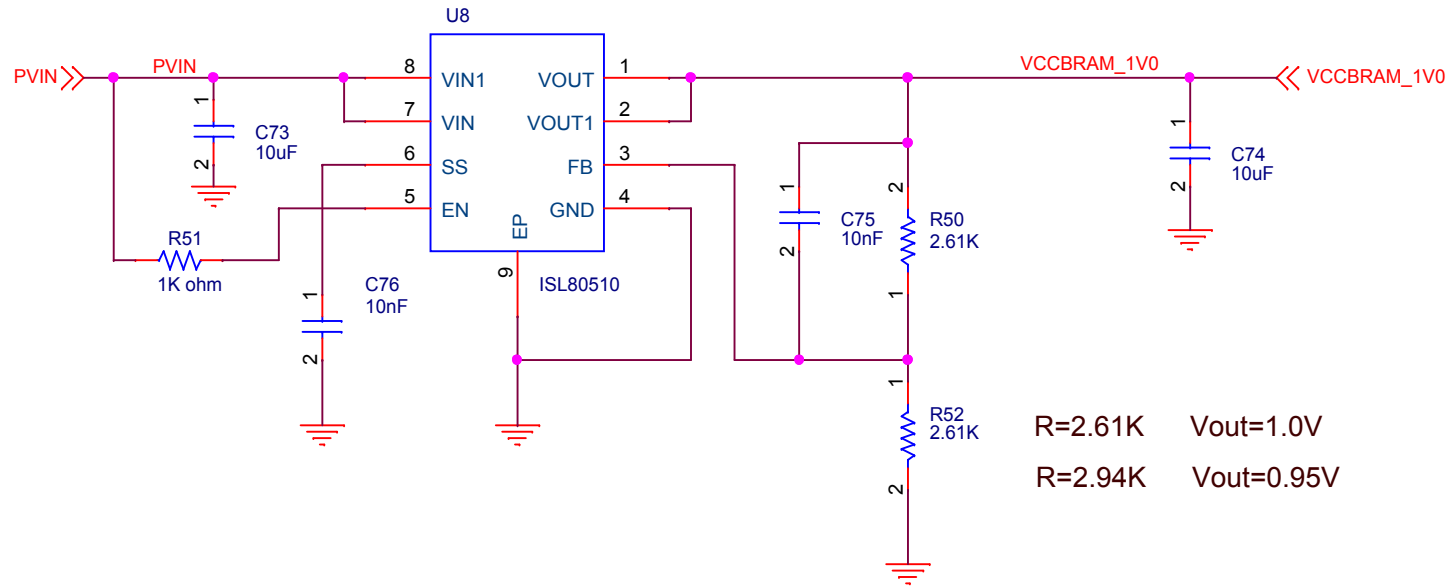 U8
PVIN
PVIN
8
VIN1
VOUT
1
VCCBRAM_1V0
VCCBRAM_1V0
7
VIN
VOUT1
2
1
C73
10uF
2
6
SS
FB
3
1
C74
10uF
2
5
EN
GND
4
EP
9
ISL80510
R51
1K ohm
1
C76
10nF
2
1
C75
10nF
2
2
R50
2.61K
1
1
R52
2.61K
2
R=2.61K Vout=1.0V
R=2.94K Vout=0.95V